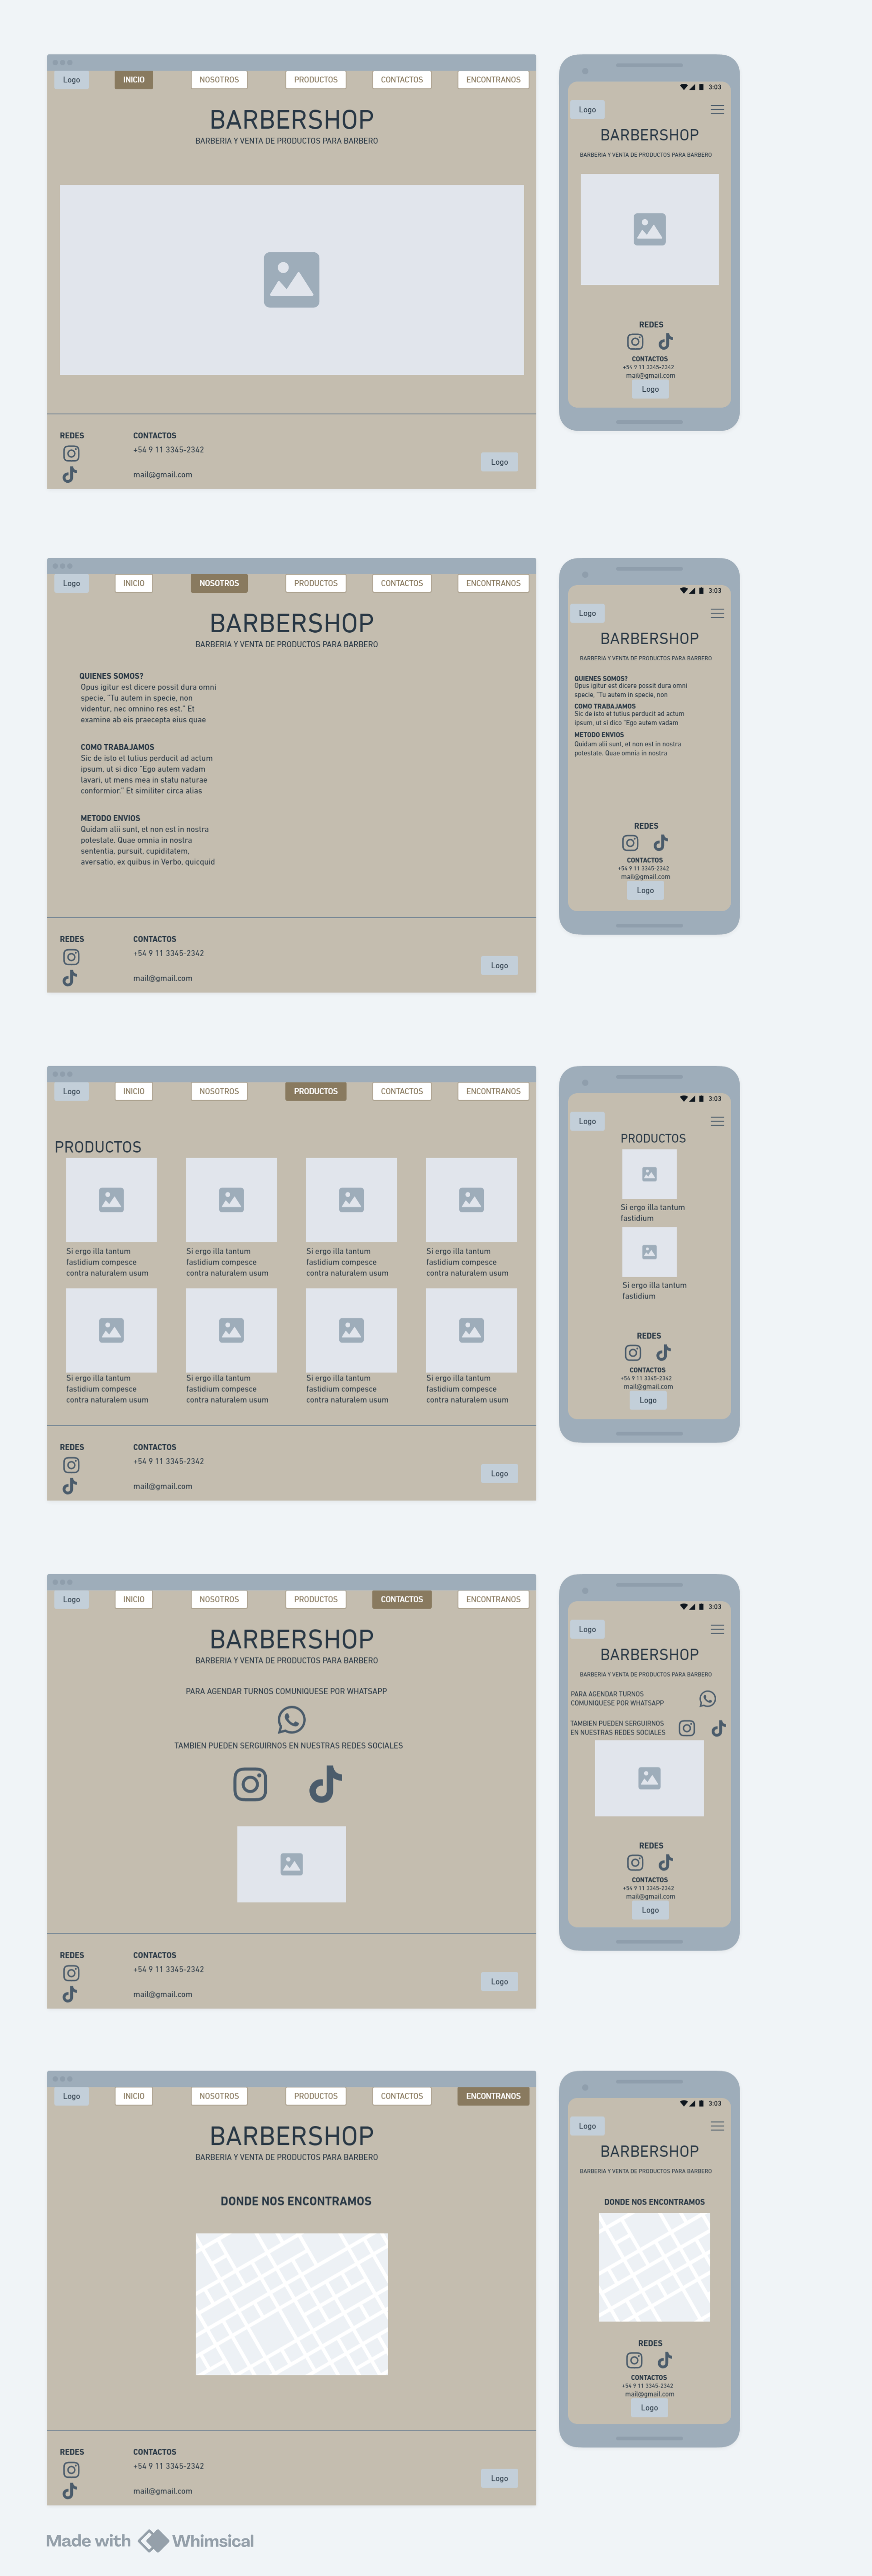 Logo
INICIO
NOSOTROS
PRODUCTOS
CONTACTOS
ENCONTRANOS
BARBERSHOP
BARBERIA Y VENTA DE PRODUCTOS PARA BARBERO
REDES
CONTACTOS
+54 9 11 3345-2342
mail@gmail.com
Logo
3:03
Logo
BARBERSHOP
BARBERIA Y VENTA DE PRODUCTOS PARA BARBERO
REDES
CONTACTOS
+54 9 11 3345-2342
mail@gmail.com
Logo
Logo
INICIO
NOSOTROS
PRODUCTOS
CONTACTOS
ENCONTRANOS
BARBERSHOP
BARBERIA Y VENTA DE PRODUCTOS PARA BARBERO
QUIENES SOMOS?
Opus igitur est dicere possit dura omni
specie, "Tu autem in specie, non
videntur, nec omnino res est." Et
examine ab eis praecepta eius quae
COMO TRABAJAMOS
Sic de isto et tutius perducit ad actum
ipsum, ut si dico "Ego autem vadam
lavari, ut mens mea in statu naturae
conformior." Et similiter circa alias
METODO ENVIOS
Quidam alii sunt, et non est in nostra
potestate. Quae omnia in nostra
sententia, pursuit, cupiditatem,
aversatio, ex quibus in Verbo, quicquid
REDES
CONTACTOS
+54 9 11 3345-2342
mail@gmail.com
Logo
3:03
Logo
BARBERSHOP
BARBERIA Y VENTA DE PRODUCTOS PARA BARBERO
QUIENES SOMOS?
Opus igitur est dicere possit dura omni
specie, "Tu autem in specie, non
COMO TRABAJAMOS
Sic de isto et tutius perducit ad actum
ipsum, ut si dico "Ego autem vadam
METODO ENVIOS
Quidam alii sunt, et non est in nostra
potestate. Quae omnia in nostra
REDES
CONTACTOS
+54 9 11 3345-2342
mail@gmail.com
Logo
Logo
INICIO
NOSOTROS
PRODUCTOS
CONTACTOS
ENCONTRANOS
PRODUCTOS
Si ergo illa tantum
fastidium compesce
contra naturalem usum
Si ergo illa tantum
fastidium compesce
contra naturalem usum
Si ergo illa tantum
fastidium compesce
contra naturalem usum
Si ergo illa tantum
fastidium compesce
contra naturalem usum
Si ergo illa tantum
fastidium compesce
contra naturalem usum
Si ergo illa tantum
fastidium compesce
contra naturalem usum
Si ergo illa tantum
fastidium compesce
contra naturalem usum
Si ergo illa tantum
fastidium compesce
contra naturalem usum
REDES
CONTACTOS
+54 9 11 3345-2342
mail@gmail.com
Logo
3:03
Logo
PRODUCTOS
Si ergo illa tantum
fastidium
Si ergo illa tantum
fastidium
REDES
CONTACTOS
+54 9 11 3345-2342
mail@gmail.com
Logo
Logo
INICIO
NOSOTROS
PRODUCTOS
CONTACTOS
ENCONTRANOS
BARBERSHOP
BARBERIA Y VENTA DE PRODUCTOS PARA BARBERO
PARA AGENDAR TURNOS COMUNIQUESE POR WHATSAPP
TAMBIEN PUEDEN SERGUIRNOS EN NUESTRAS REDES SOCIALES
REDES
CONTACTOS
+54 9 11 3345-2342
mail@gmail.com
Logo
3:03
Logo
BARBERSHOP
BARBERIA Y VENTA DE PRODUCTOS PARA BARBERO
PARA AGENDAR TURNOS
COMUNIQUESE POR WHATSAPP
TAMBIEN PUEDEN SERGUIRNOS
EN NUESTRAS REDES SOCIALES
REDES
CONTACTOS
+54 9 11 3345-2342
mail@gmail.com
Logo
Logo
INICIO
NOSOTROS
PRODUCTOS
CONTACTOS
ENCONTRANOS
BARBERSHOP
BARBERIA Y VENTA DE PRODUCTOS PARA BARBERO
DONDE NOS ENCONTRAMOS
REDES
CONTACTOS
+54 9 11 3345-2342
mail@gmail.com
Logo
3:03
Logo
BARBERSHOP
BARBERIA Y VENTA DE PRODUCTOS PARA BARBERO
DONDE NOS ENCONTRAMOS
REDES
CONTACTOS
+54 9 11 3345-2342
mail@gmail.com
Logo
Made with Whimsical